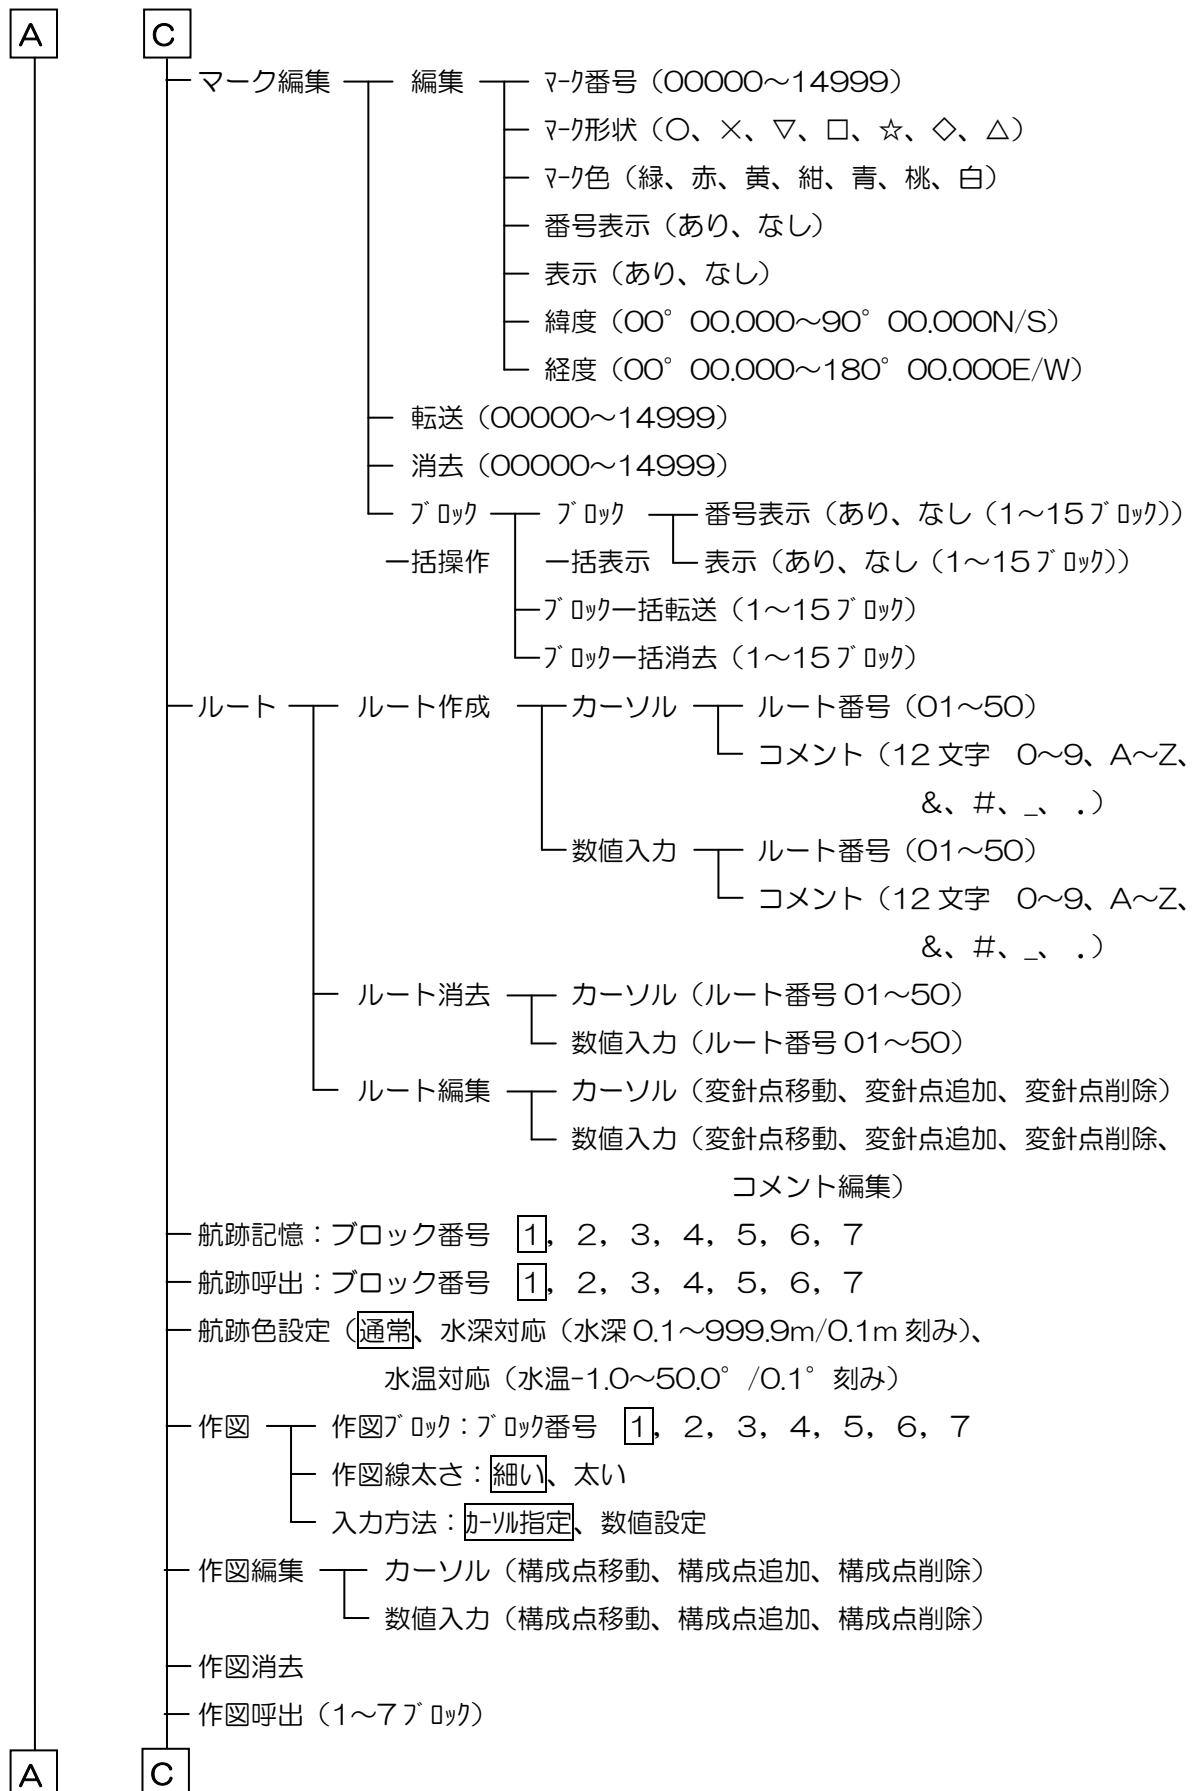 A C
マーク編集 編集 ﾏｰｸ番号（00000～14999）
ﾏｰｸ形状（○、×、▽、□、☆、◇、△）
ﾏｰｸ色（緑、赤、黄、紺、青、桃、白）
番号表示（あり、なし）
表示（あり、なし）
緯度（00°00.000～90°00.000N/S）
経度（00°00.000～180°00.000E/W）
転送（00000～14999）
消去（00000～14999）
ﾌﾞﾛｯｸ ﾌﾞﾛｯｸ 番号表示（あり、なし（1～15ﾌﾞﾛｯｸ））
一括操作 一括表示 表示（あり、なし（1～15ﾌﾞﾛｯｸ））
ﾌﾞﾛｯｸ一括転送（1～15ﾌﾞﾛｯｸ）
ﾌﾞﾛｯｸ一括消去（1～15ﾌﾞﾛｯｸ）
ルート ルート作成 カーソル ルート番号（01～50）
コメント（12文字　0～9、A～Z、
&、#、_、．）
数値入力 ルート番号（01～50）
コメント（12文字　0～9、A～Z、
&、#、_、．）
ルート消去 カーソル（ルート番号01～50）
数値入力（ルート番号01～50）
ルート編集 カーソル（変針点移動、変針点追加、変針点削除）
数値入力（変針点移動、変針点追加、変針点削除、
コメント編集）
航跡記憶：ブロック番号　1，2，3，4，5，6，7
航跡呼出：ブロック番号　1，2，3，4，5，6，7
航跡色設定（通常、水深対応（水深0.1～999.9m/0.1m刻み）、
水温対応（水温-1.0～50.0°/0.1°刻み）
作図 作図ﾌﾞﾛｯｸ：ﾌﾞﾛｯｸ番号　1，2，3，4，5，6，7
作図線太さ：細い、太い
入力方法：ｶｰｿﾙ指定、数値設定
作図編集 カーソル（構成点移動、構成点追加、構成点削除）
数値入力（構成点移動、構成点追加、構成点削除）
作図消去
作図呼出（1～7ﾌﾞﾛｯｸ）
A C